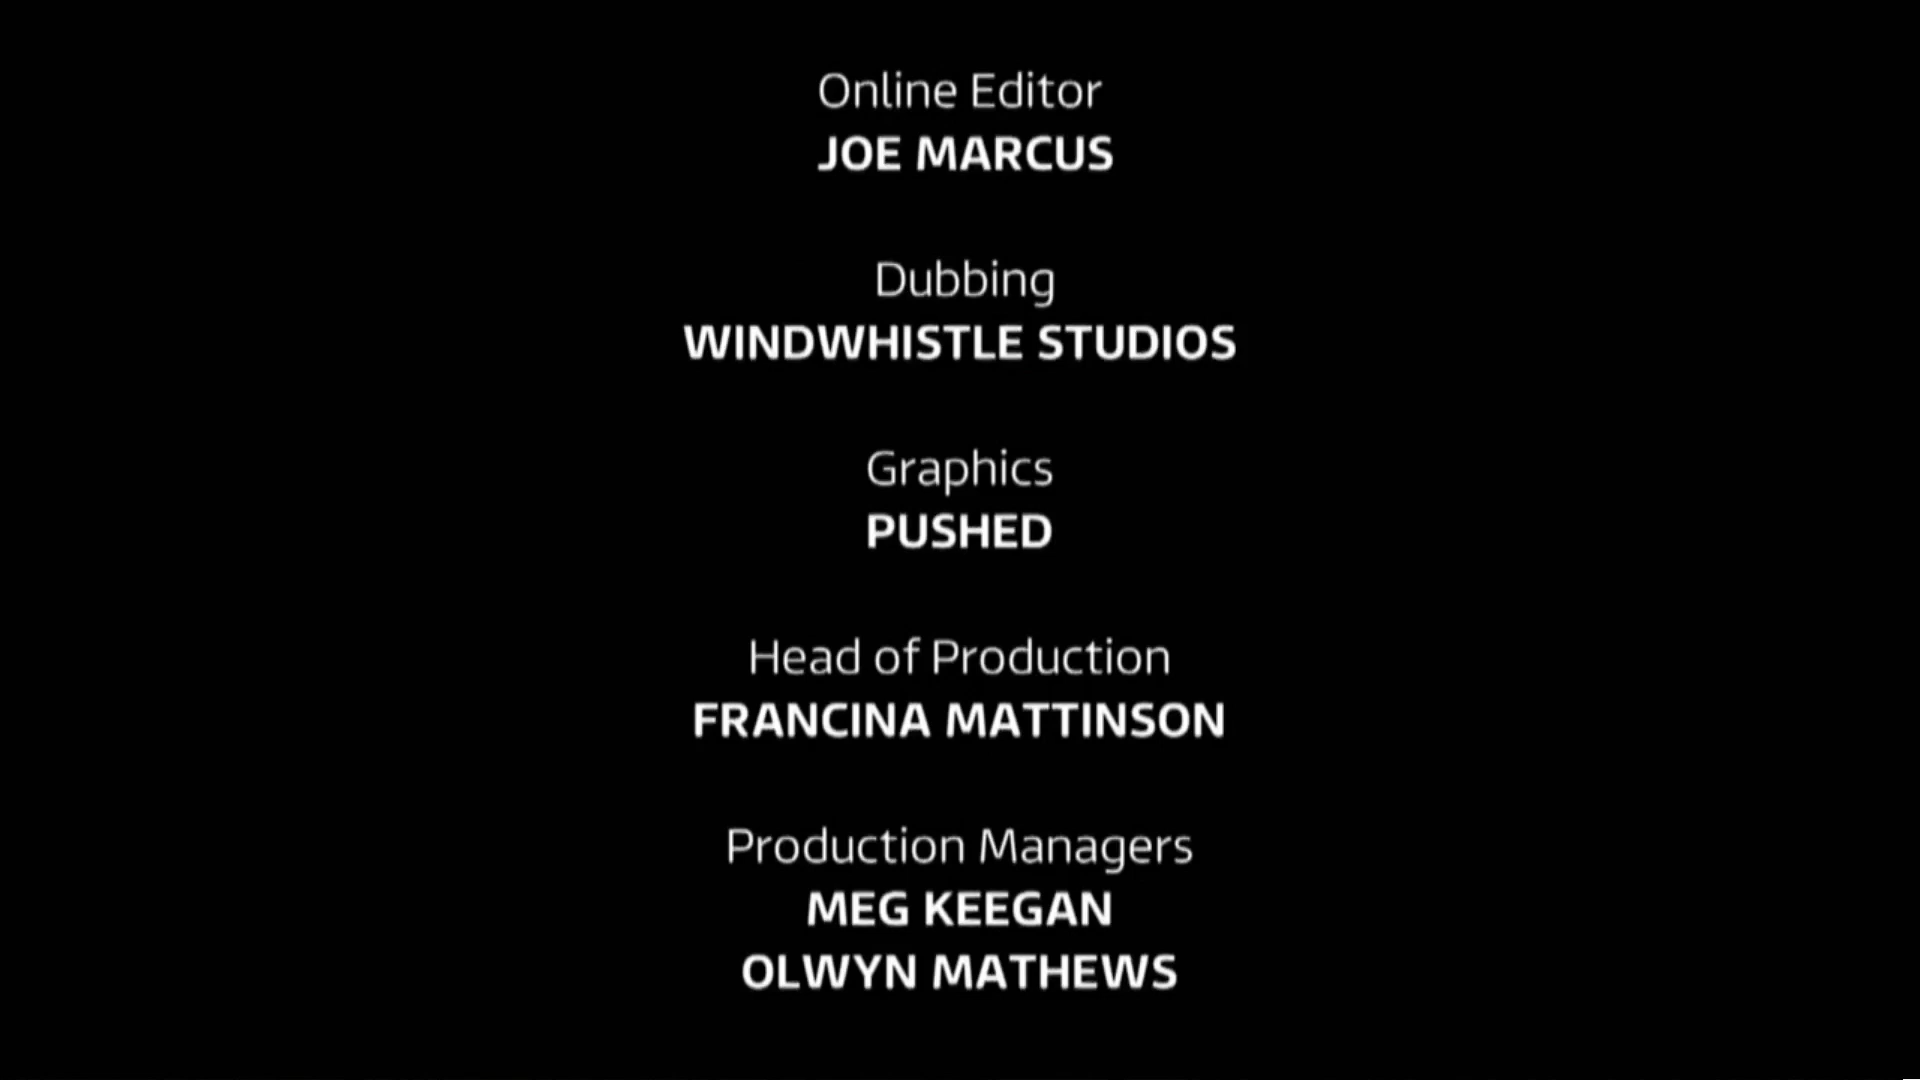 Online Editor
JOE MARCUS
Dubbing
WINDWHISTLE STUDIOS
Graphics
PUSHED
Head of Production
FRANCINA MATTINSON
Production Managers
MEG KEEGAN
OLWYN MATHEWS